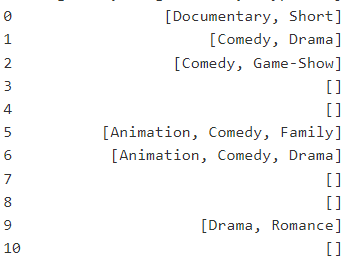 0 [Documentary, Short]
1 [Comedy, Drama]
2 [Comedy, Game-Show]
3 []
4 []
5 [Animation, Comedy, Family]
6 [Animation, Comedy, Drama]
7 []
8 []
9 [Drama, Romance]
10 []